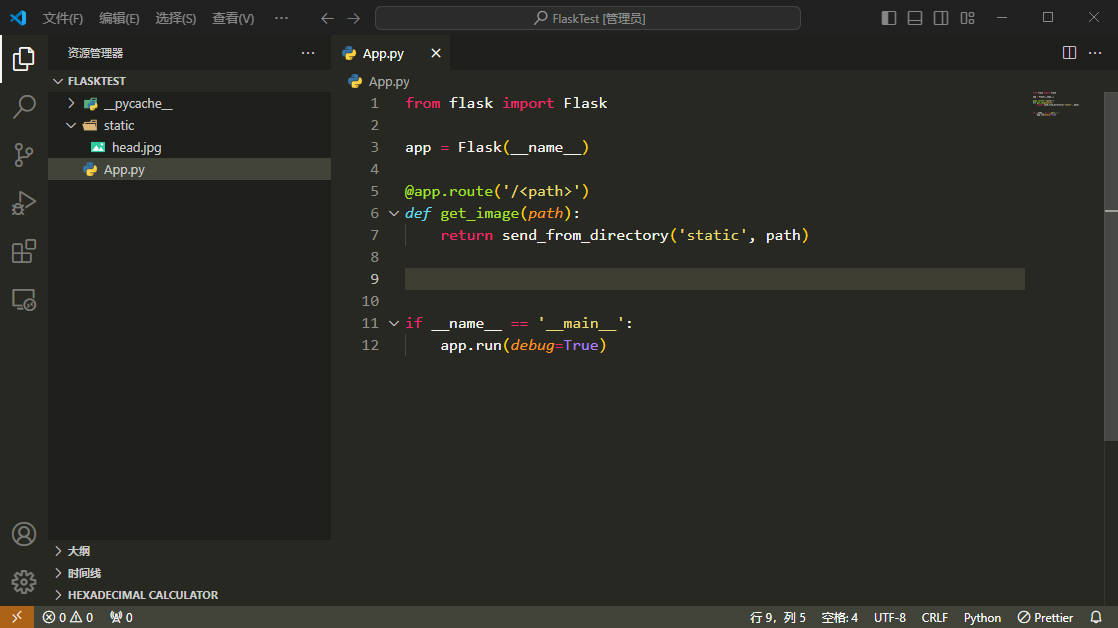 文件(F) 编辑(E) 选择(S) 查看(V) ··· FlaskTest [管理员]
资源管理器 ···
FLASKTEST
__pycache__
static
head.jpg
App.py
大纲
时间线
HEXADECIMAL CALCULATOR
App.py
App.py
1 from flask import Flask
2
3 app = Flask(__name__)
4
5 @app.route('/<path>')
6 def get_image(path):
7 return send_from_directory('static', path)
8
9
10
11 if __name__ == '__main__':
12 app.run(debug=True)
0 0 0 行 9，列 5 空格: 4 UTF-8 CRLF Python Prettier